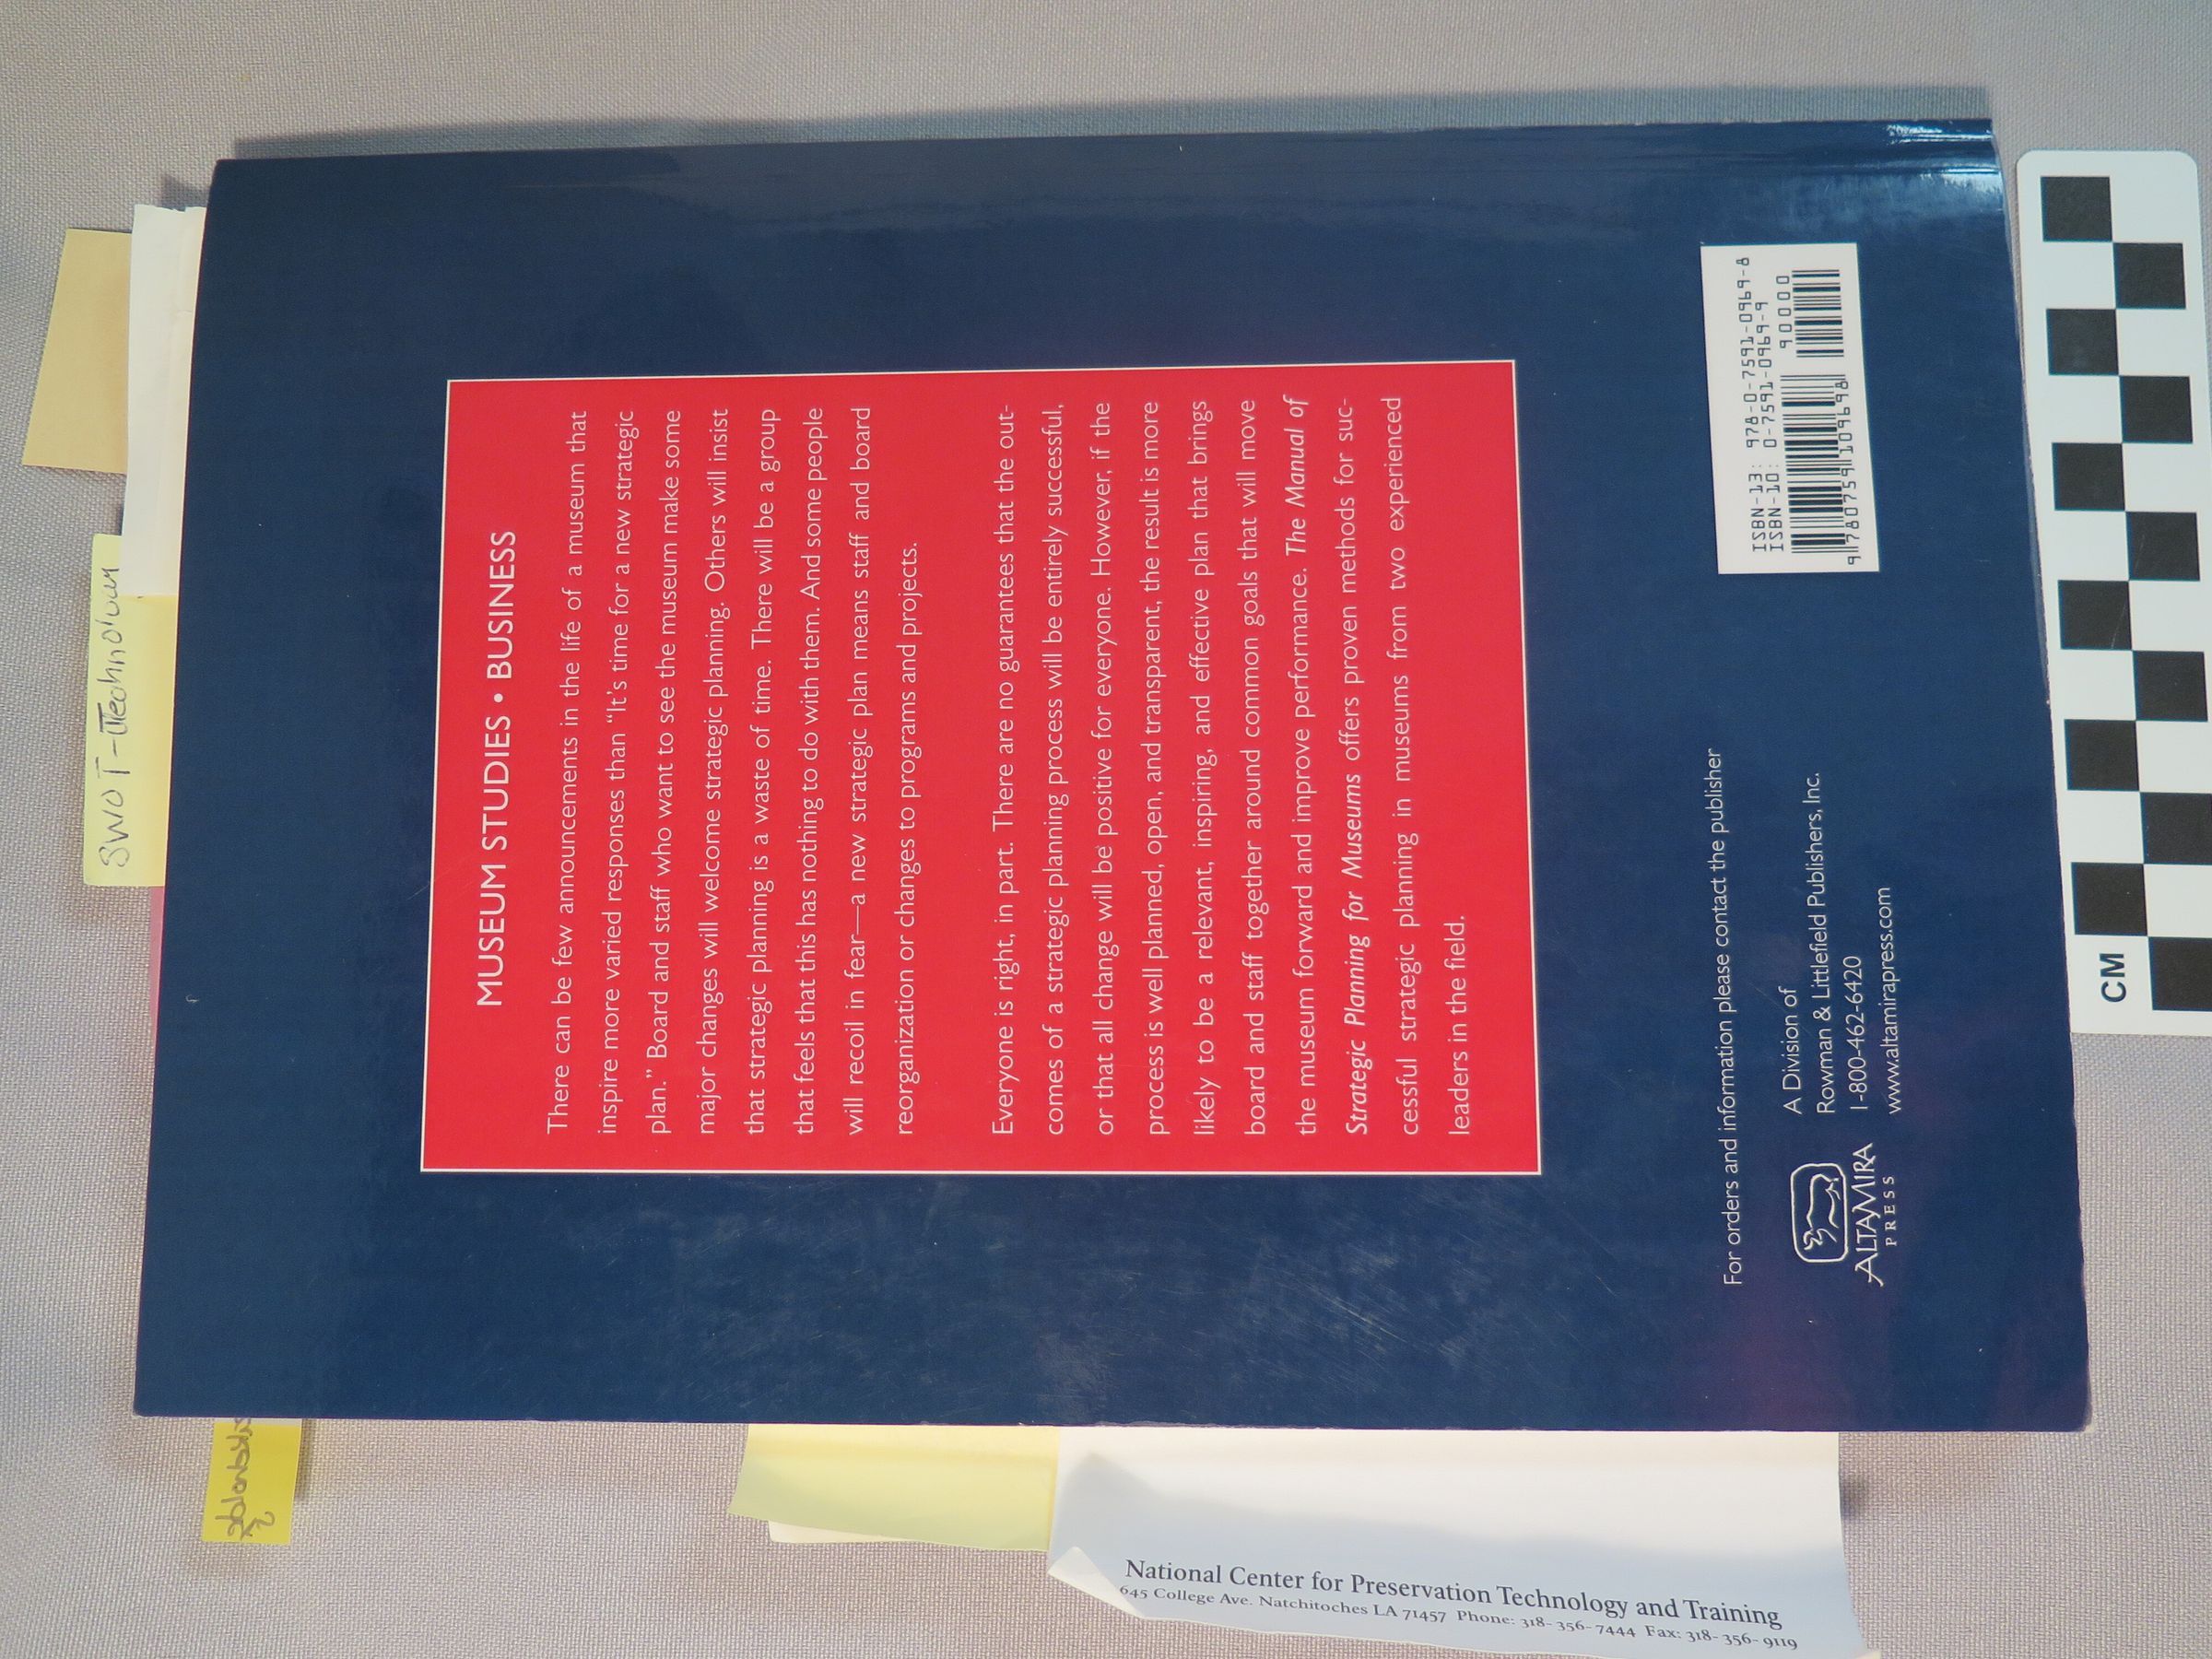 MUSEUM STUDIES • BUSINESS
There can be few announcements in the life of a museum that
inspire more varied responses than “It’s time for a new strategic
plan.” Board and staff who want to see the museum make some
major changes will welcome strategic planning. Others will insist
that strategic planning is a waste of time. There will be a group
that feels that this has nothing to do with them. And some people
will recoil in fear—a new strategic plan means staff and board
reorganization or changes to programs and projects.
Everyone is right, in part. There are no guarantees that the out-
comes of a strategic planning process will be entirely successful,
or that all change will be positive for everyone. However, if the
process is well planned, open, and transparent, the result is more
likely to be a relevant, inspiring, and effective plan that brings
board and staff together around common goals that will move
the museum forward and improve performance. The Manual of
Strategic Planning for Museums offers proven methods for suc-
cessful strategic planning in museums from two experienced
leaders in the field.
For orders and information please contact the publisher
ALTAMIRA
PRESS
A Division of
Rowman & Littlefield Publishers, Inc.
1-800-462-6420
www.altamirapress.com
ISBN-13: 978-0-7591-0969-8
ISBN-10: 0-7591-0969-9
90000
9 780759 109698
SWOT-Technology
CM
National Center for Preservation Technology and Training
645 College Ave. Natchitoches LA 71457 Phone: 318-356-7444 Fax: 318-356-9119